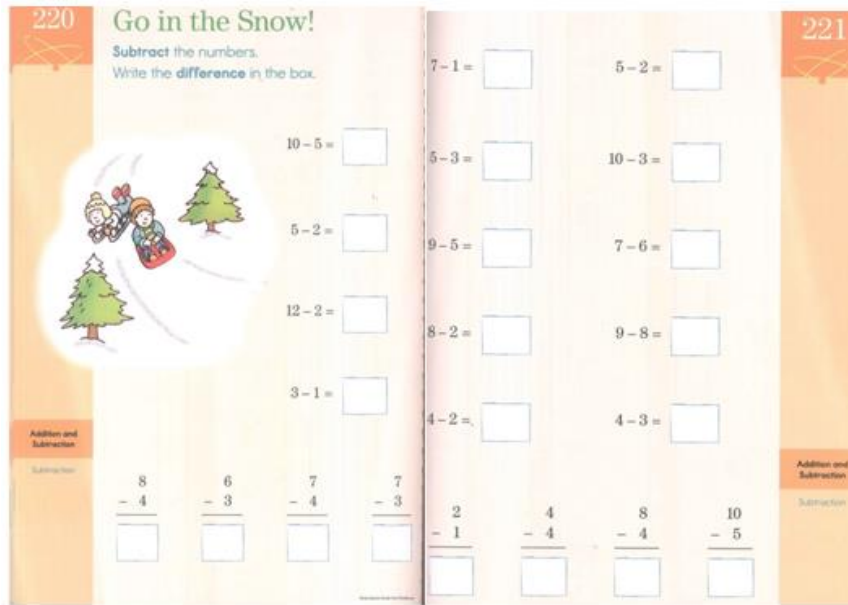 220
Go in the Snow!
Subtract the numbers.
Write the difference in the box.
10 – 5 =
5 – 2 =
12 – 2 =
3 – 1 =
Addition and
Subtraction
Subtraction
8 6 7 7
– 4 – 3 – 4 – 3
221
7 – 1 = 5 – 2 =
5 – 3 = 10 – 3 =
9 – 5 = 7 – 6 =
8 – 2 = 9 – 8 =
4 – 2 = 4 – 3 =
Addition and
Subtraction
Subtraction
2 4 8 10
– 1 – 4 – 4 – 5